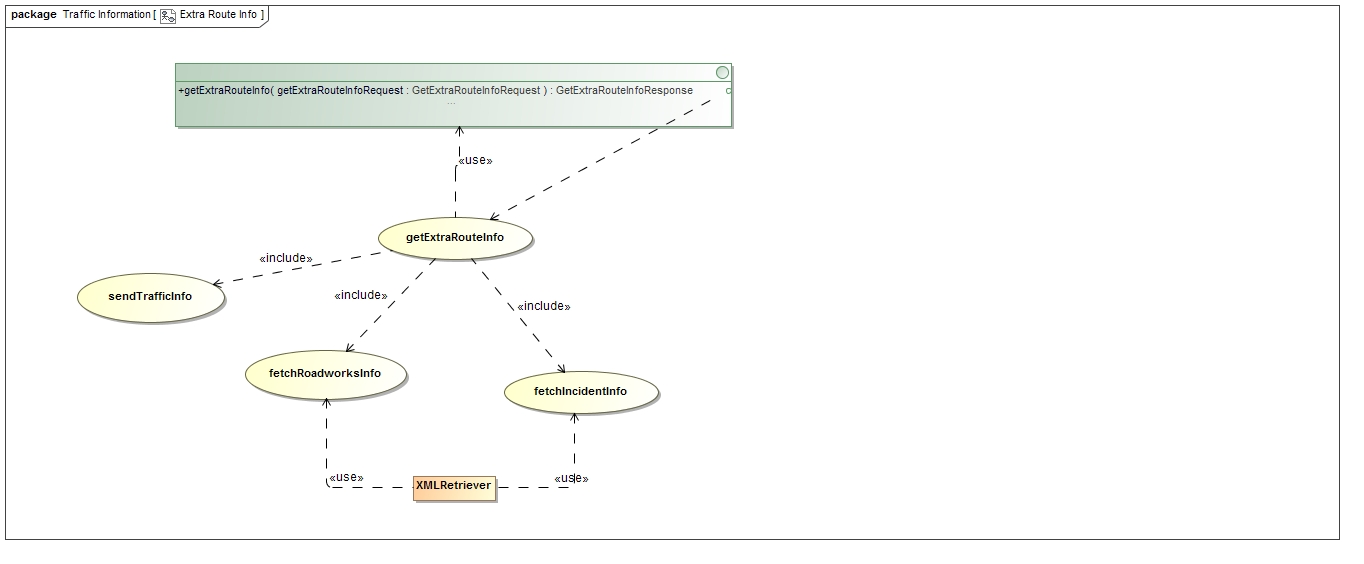 package Traffic Information [ Extra Route Info ]
+getExtraRouteInfo( getExtraRouteInfoRequest : GetExtraRouteInfoRequest ) : GetExtraRouteInfoResponse
...
«use»
getExtraRouteInfo
«include»
sendTrafficInfo
«include»
«include»
fetchRoadworksInfo
fetchIncidentInfo
«use»
XMLRetriever
«use»